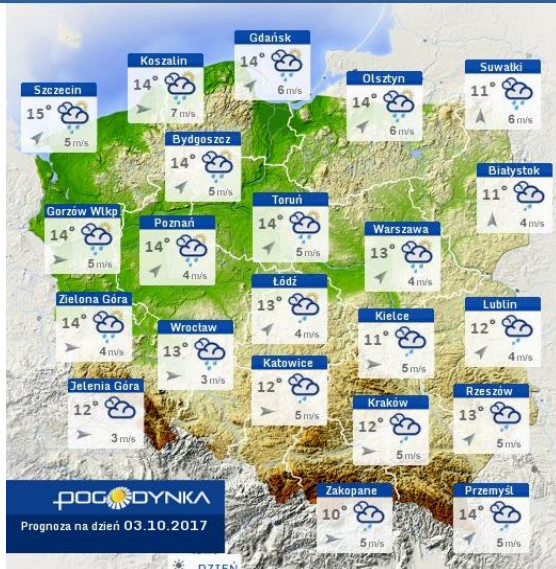 Gdańsk
14°
6 m/s
Koszalin
14°
7 m/s
Suwałki
11°
6 m/s
Olsztyn
14°
6 m/s
Szczecin
15°
5 m/s
Bydgoszcz
14°
5 m/s
Białystok
11°
4 m/s
Toruń
14°
5 m/s
Gorzów Wlkp
14°
5 m/s
Poznań
14°
4 m/s
Warszawa
13°
4 m/s
Łódź
13°
4 m/s
Zielona Góra
14°
4 m/s
Lublin
12°
4 m/s
Kielce
11°
5 m/s
Wrocław
13°
3 m/s
Katowice
12°
5 m/s
Jelenia Góra
12°
3 m/s
Rzeszów
13°
5 m/s
Kraków
12°
5 m/s
Zakopane
10°
5 m/s
Przemyśl
14°
5 m/s
POGODYNKA
Prognoza na dzień 03.10.2017
DZIEŃ